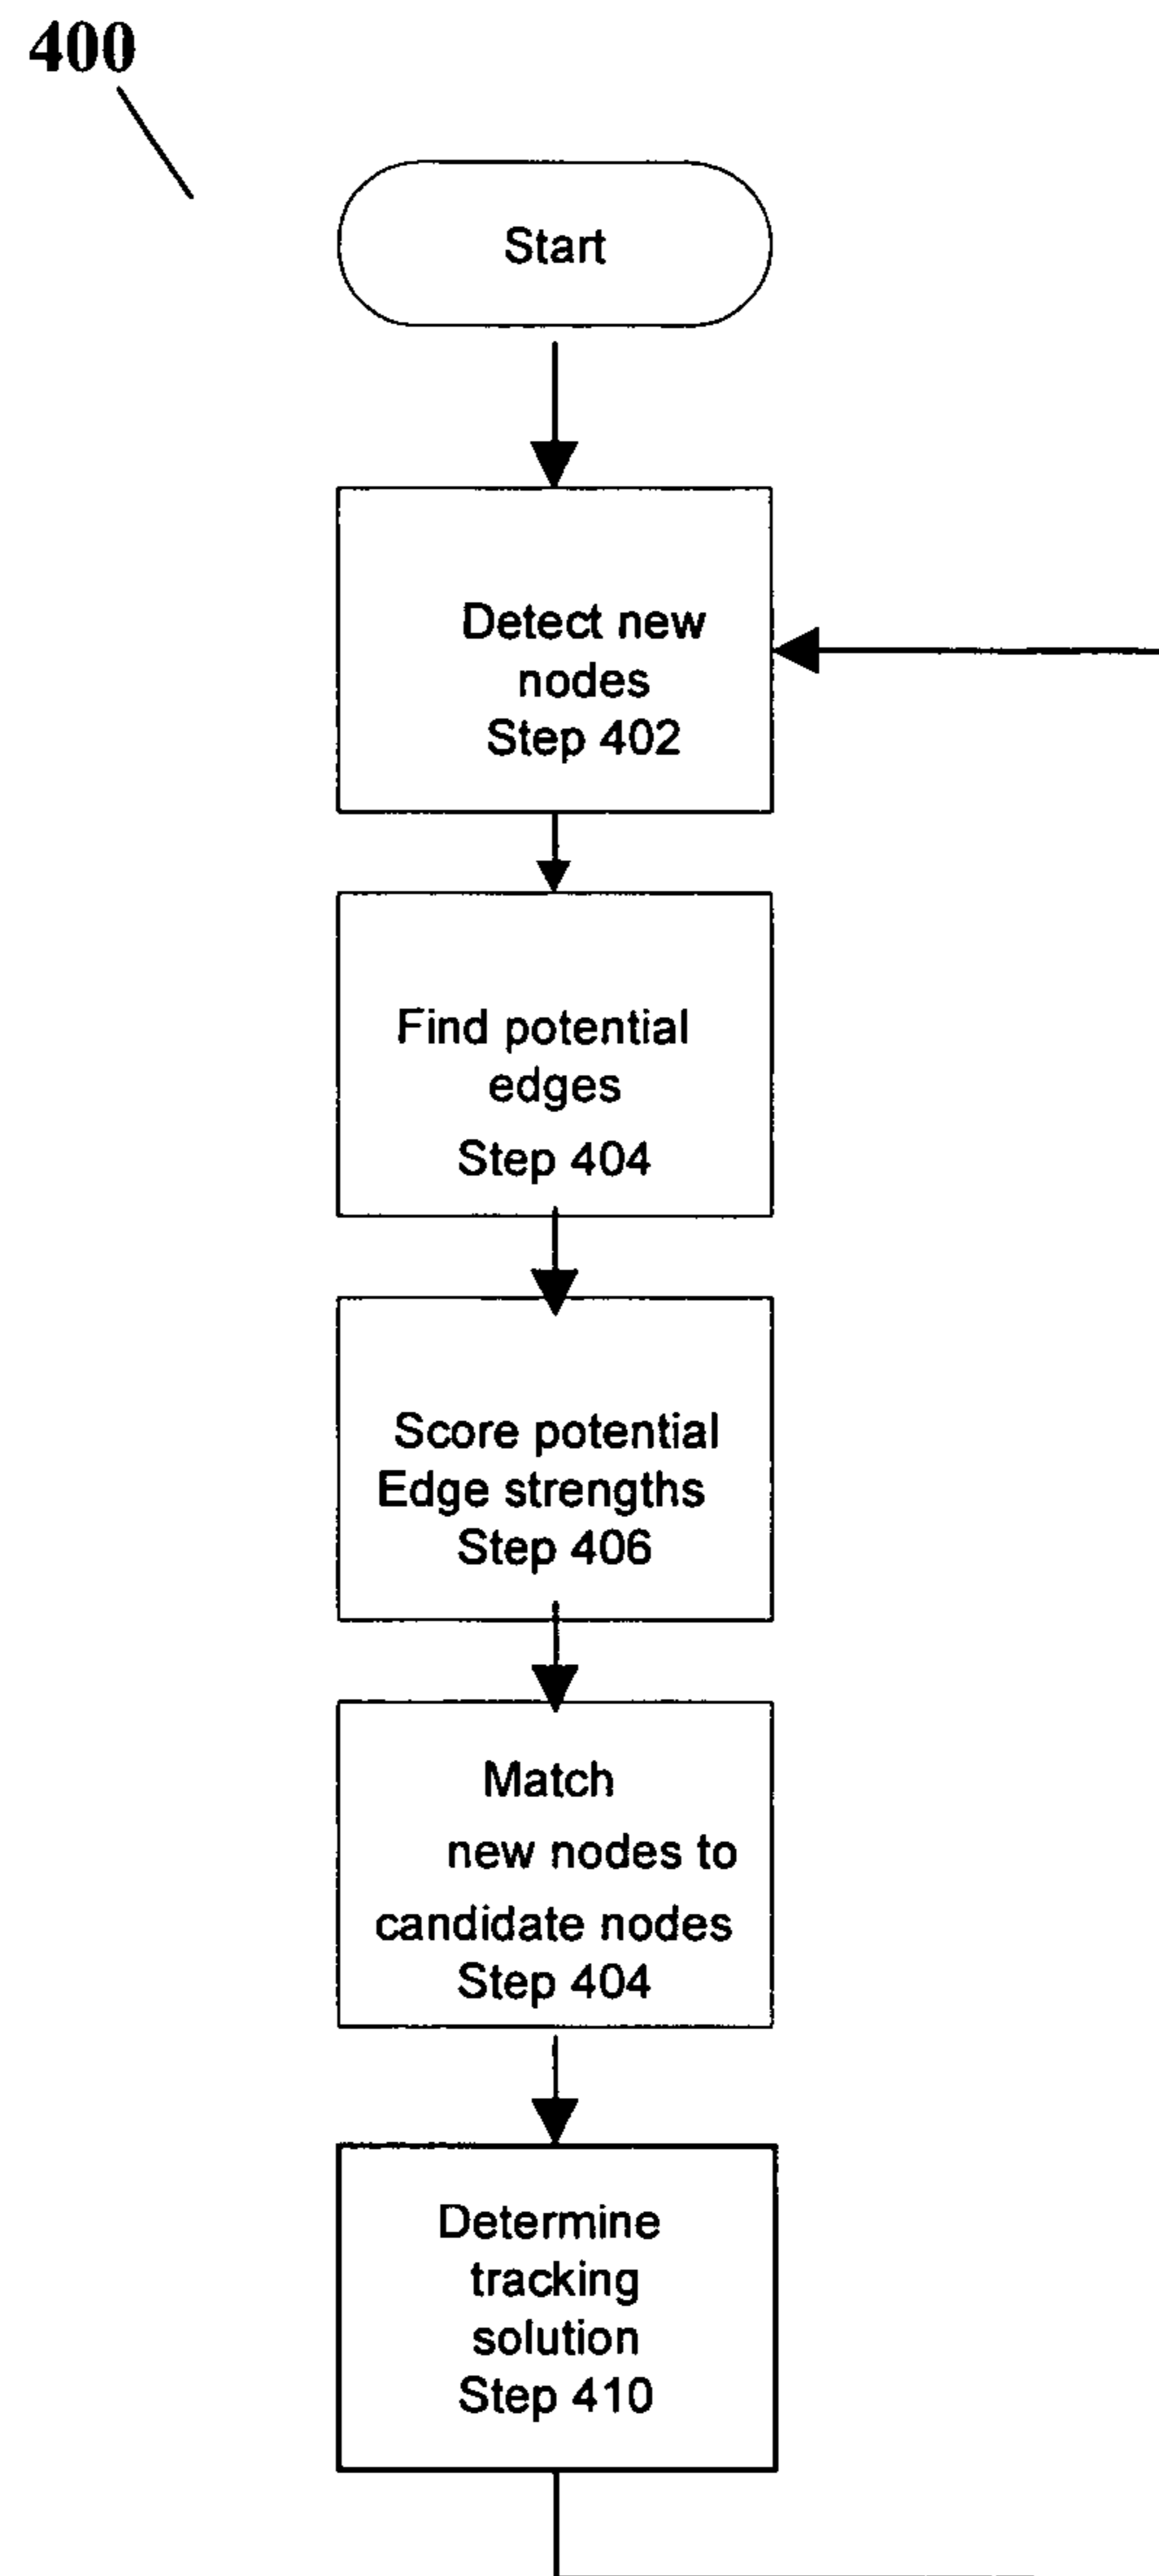 400
Start
Detect new
nodes
Step 402
Find potential
edges
Step 404
Score potential
Edge strengths
Step 406
Match
new nodes to
candidate nodes
Step 404
Determine
tracking
solution
Step 410